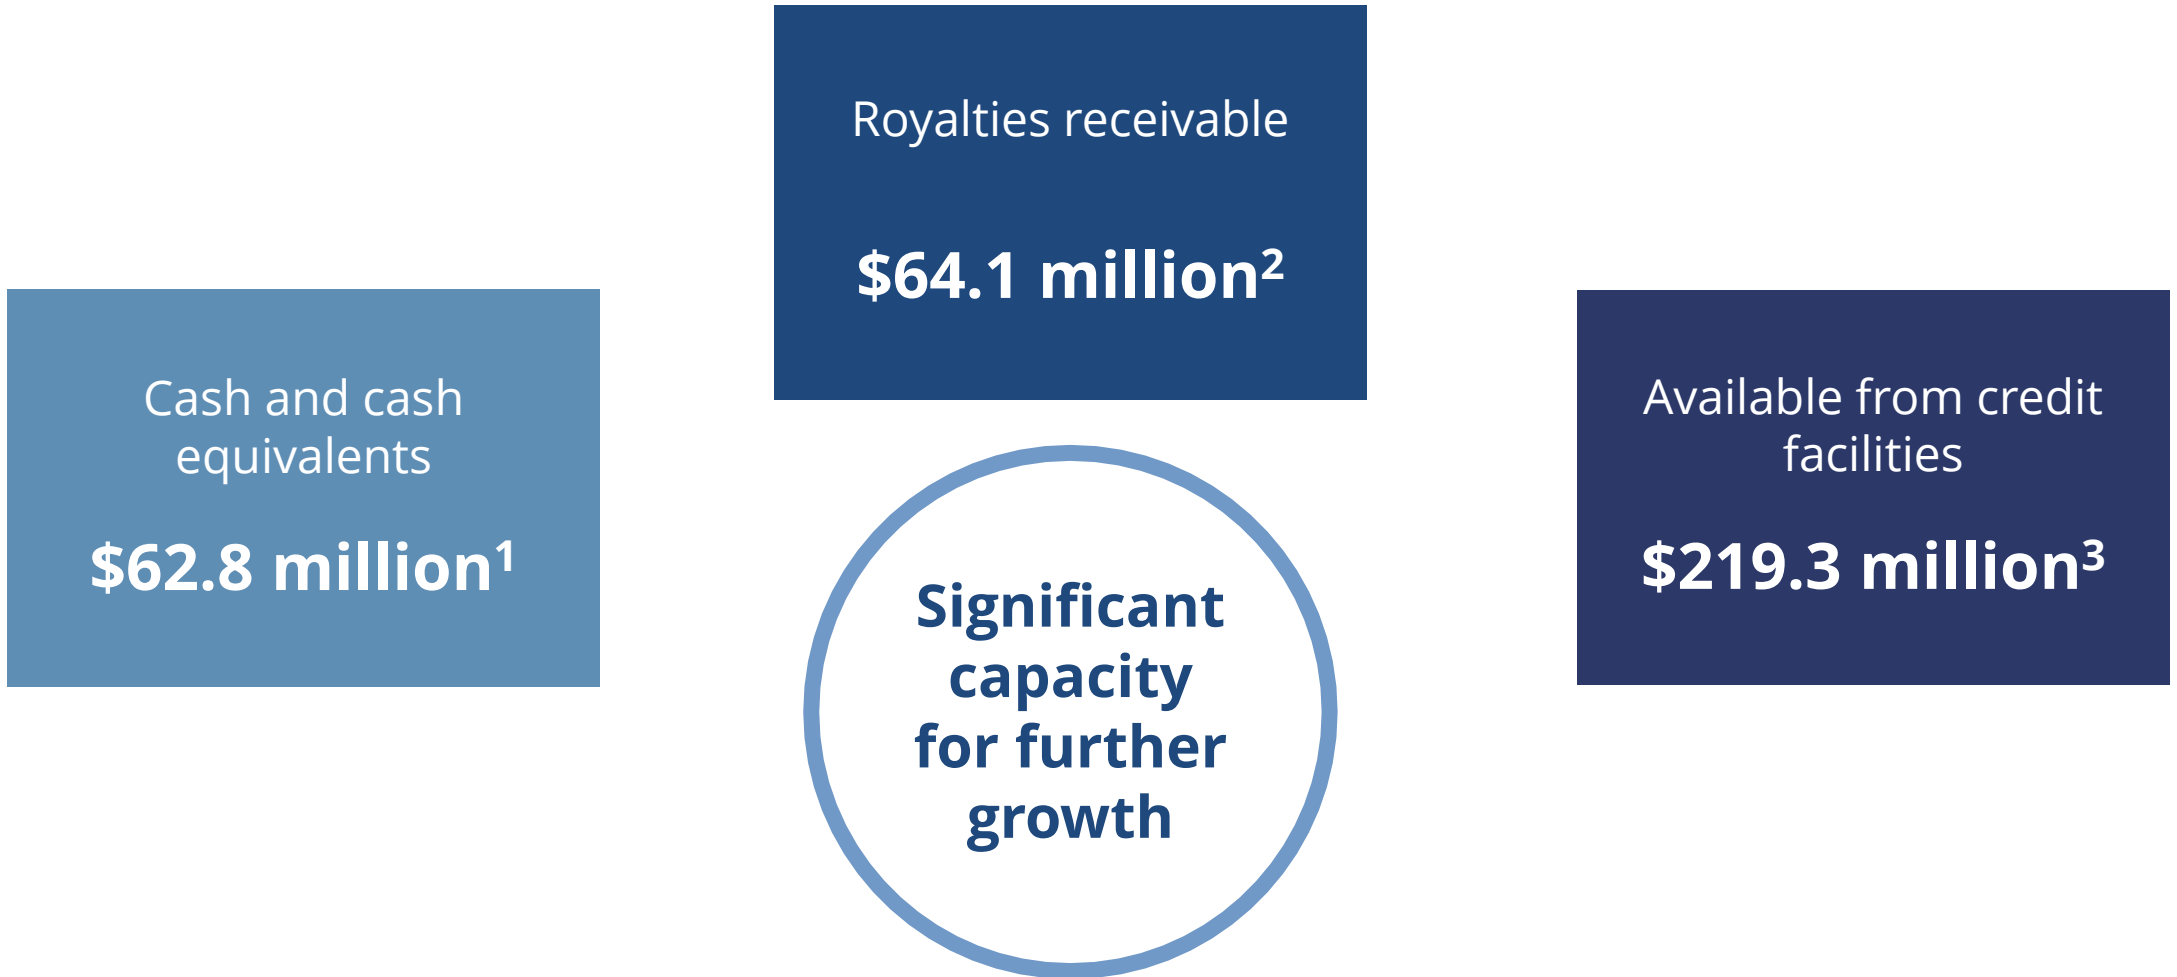 Royalties receivable
$64.1 million²
Cash and cash
equivalents
$62.8 million¹
Available from credit
facilities
$219.3 million³
Significant
capacity
for further
growth